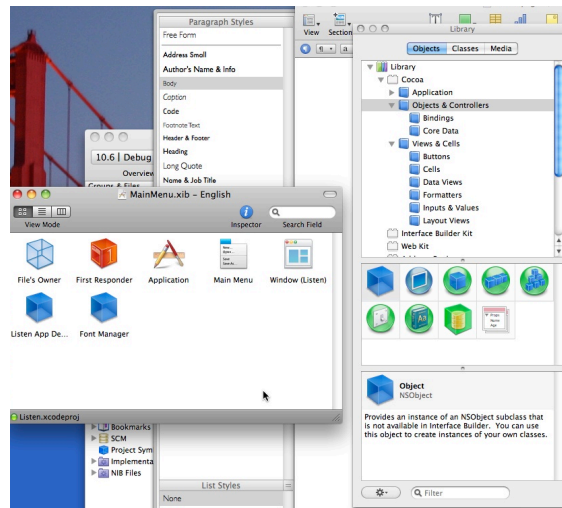 Paragraph Styles
Free Form
Address Small
Author's Name & Info
Body
Caption
Code
Footnote Text
Header & Footer
Heading
Long Quote
Name & Job Title
View
Section
a
10.6 | Debug
Overview
Groups & Files
MainMenu.xib – English
View Mode
Inspector
Search Field
File's Owner
First Responder
Application
Main Menu
Window (Listen)
Listen App De...
Font Manager
Listen.xcodeproj
Bookmarks
SCM
Project Sym
Implementa
NIB Files
List Styles
None
Library
Objects
Classes
Media
Library
Cocoa
Application
Objects & Controllers
Bindings
Core Data
Views & Cells
Buttons
Cells
Data Views
Formatters
Inputs & Values
Layout Views
Interface Builder Kit
Web Kit
Object
NSObject
Provides an instance of an NSObject subclass that
is not available in Interface Builder. You can use
this object to create instances of your own classes.
Filter